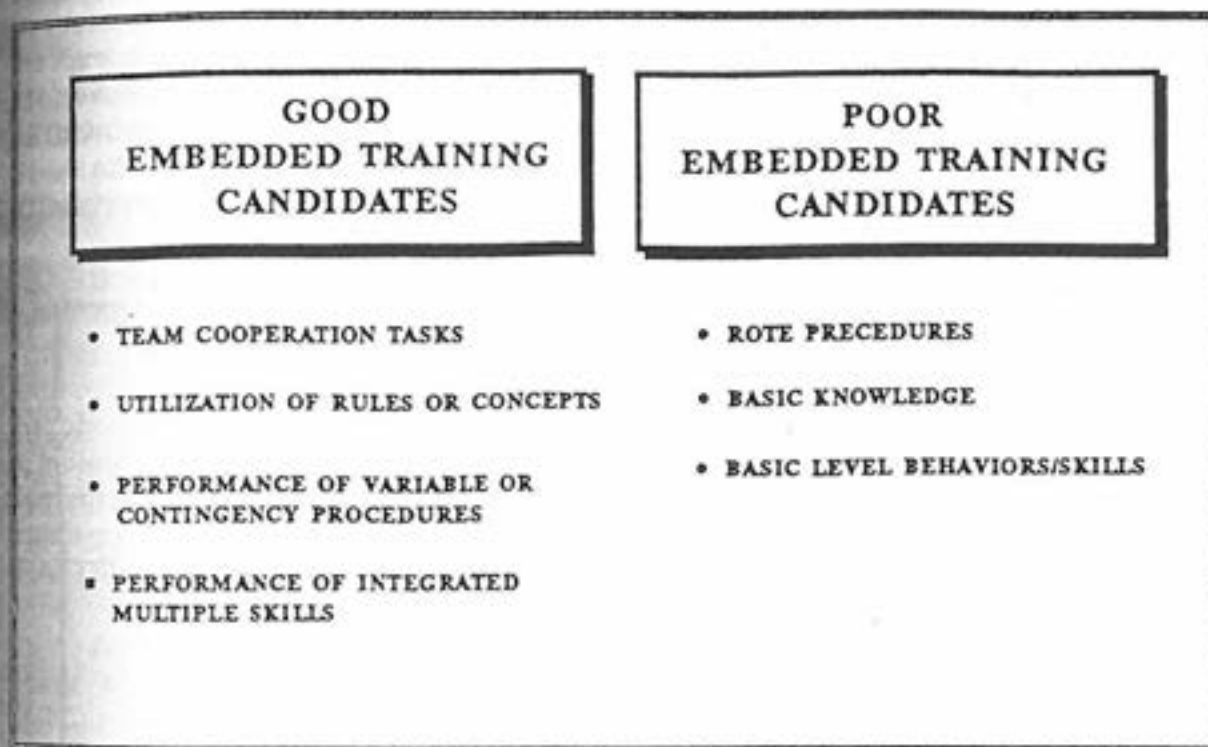 GOOD
EMBEDDED TRAINING
CANDIDATES
• TEAM COOPERATION TASKS
• UTILIZATION OF RULES OR CONCEPTS
• PERFORMANCE OF VARIABLE OR
CONTINGENCY PROCEDURES
▪ PERFORMANCE OF INTEGRATED
MULTIPLE SKILLS
POOR
EMBEDDED TRAINING
CANDIDATES
• ROTE PRECEDURES
• BASIC KNOWLEDGE
• BASIC LEVEL BEHAVIORS/SKILLS